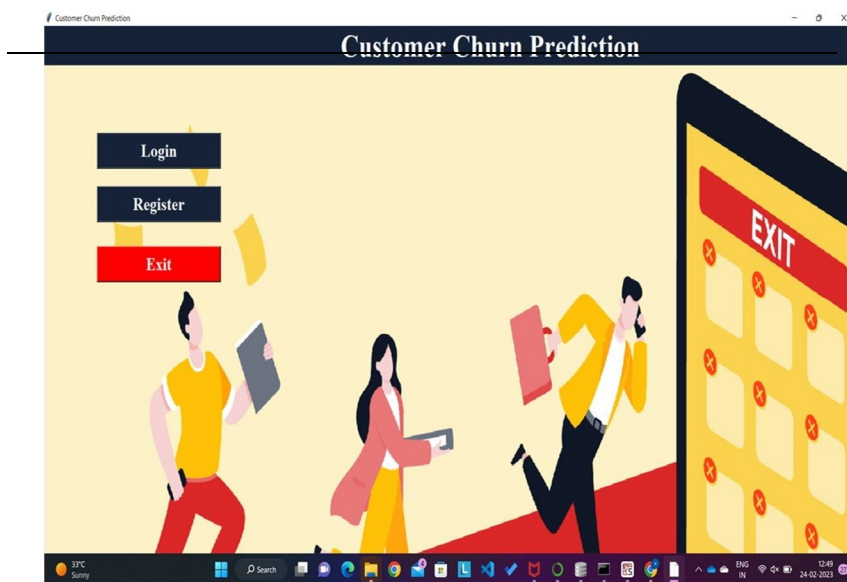 Customer Churn Prediction
Customer Churn Prediction
Login
Register
Exit
EXIT
33°C
Sunny
Search
ENG
IN
12:49
24-02-2023